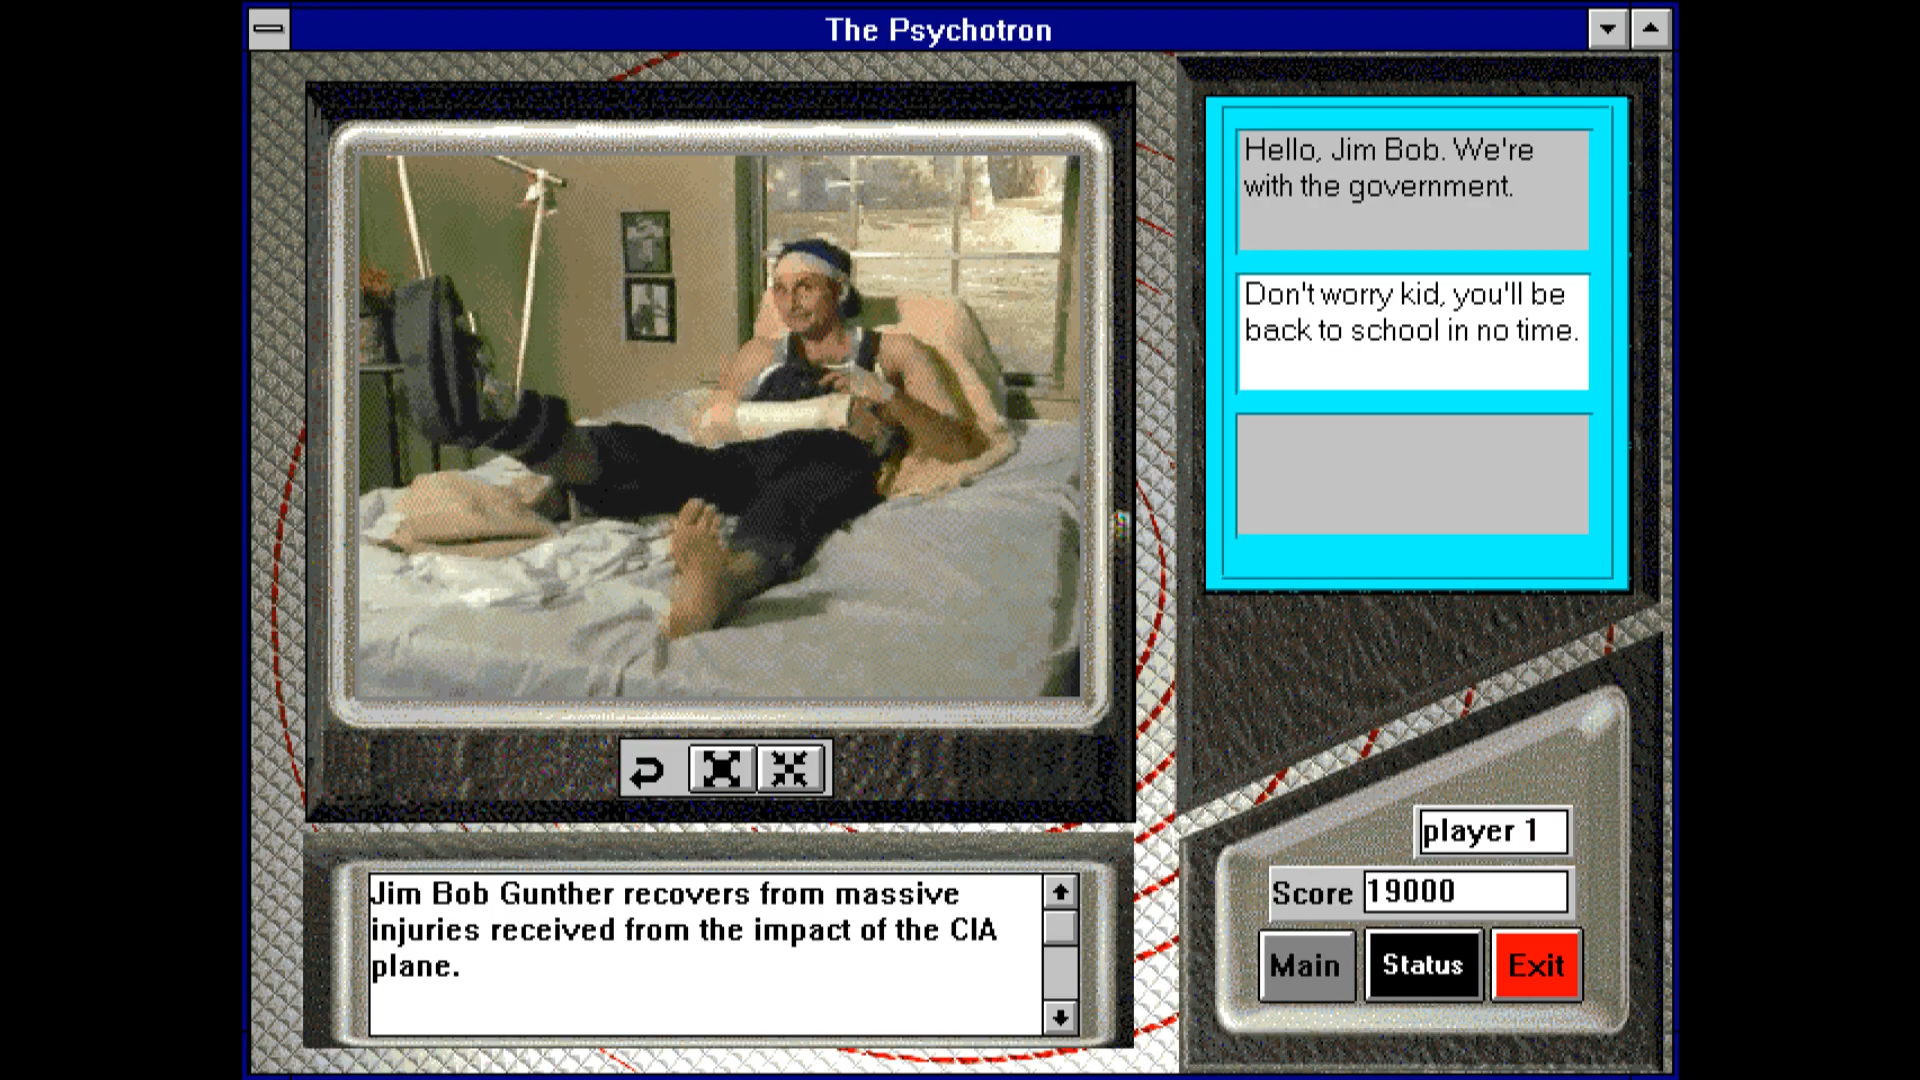 The Psychotron
Hello, Jim Bob. We're
with the government.
Don't worry kid, you'll be
back to school in no time.
Jim Bob Gunther recovers from massive
injuries received from the impact of the CIA
plane.
player 1
Score 19000
Main Status Exit